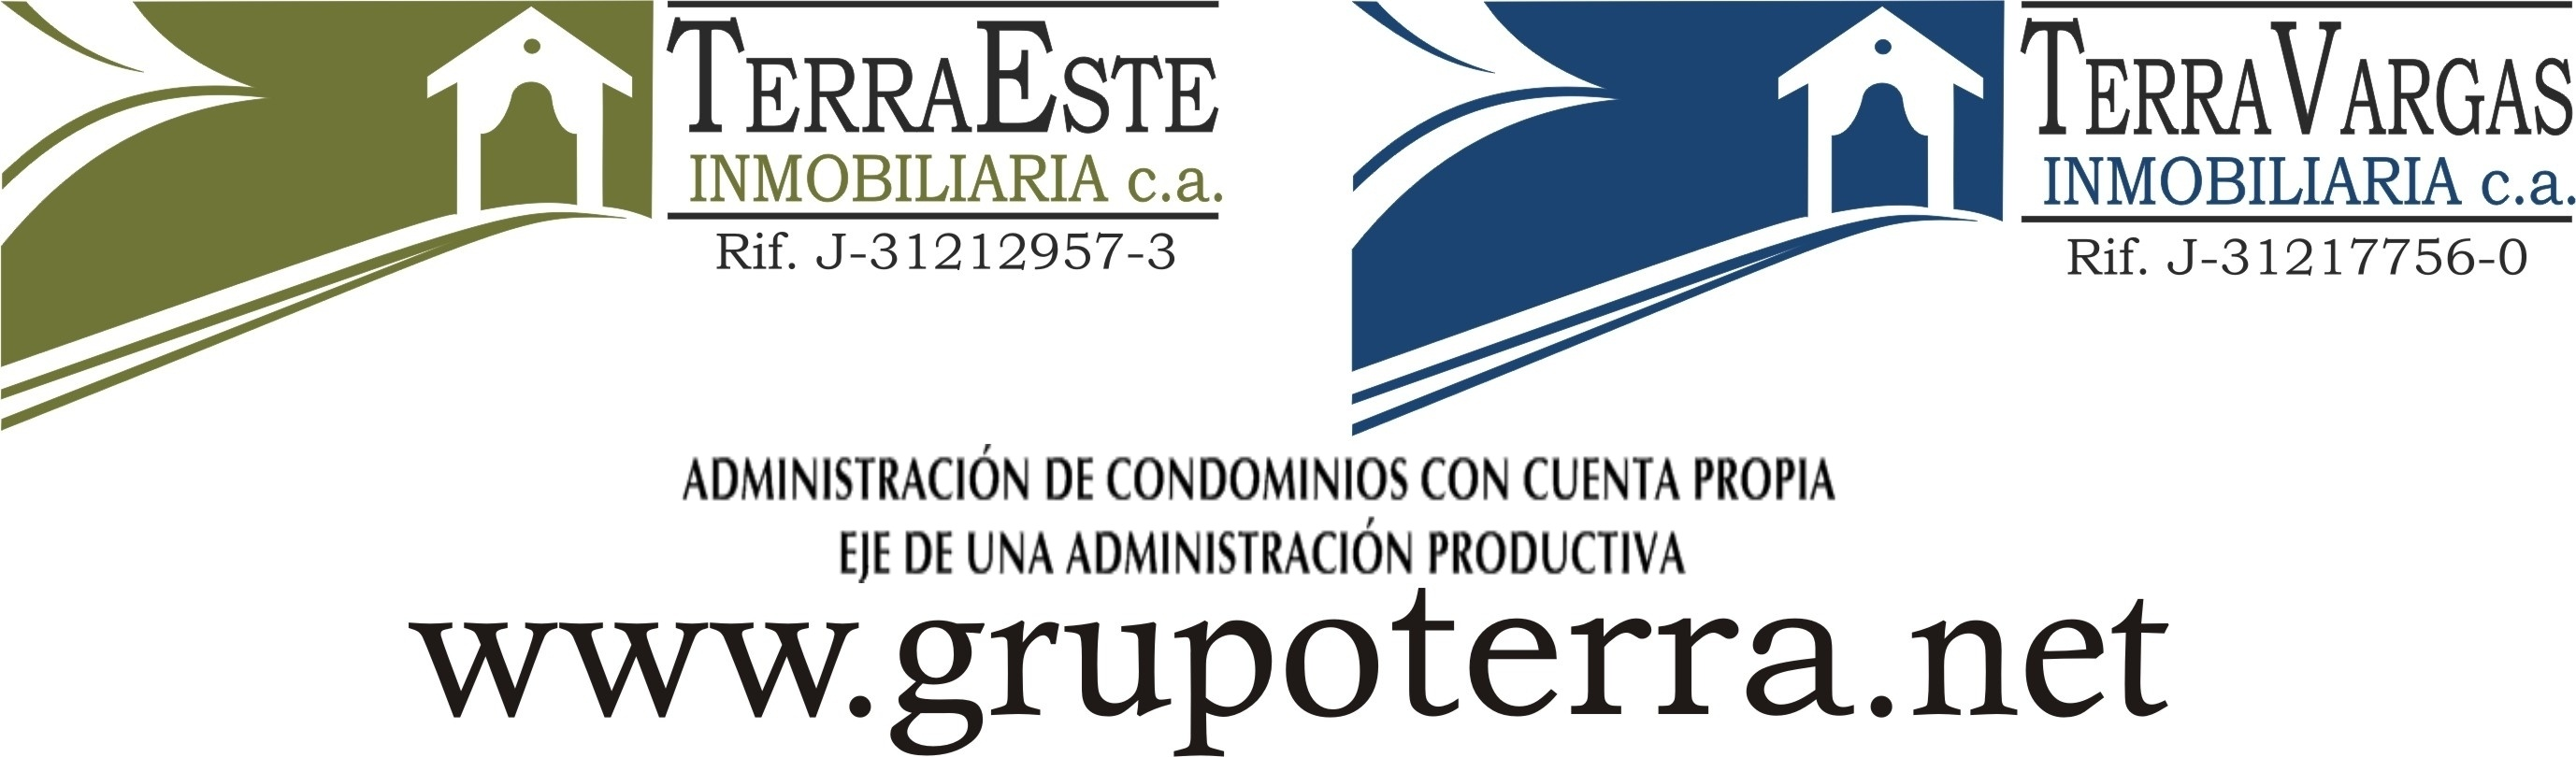 TERRAESTE
INMOBILIARIA c.a.
Rif. J-31212957-3
TERRAVARGAS
INMOBILIARIA c.a.
Rif. J-31217756-0
ADMINISTRACIÓN DE CONDOMINIOS CON CUENTA PROPIA
EJE DE UNA ADMINISTRACIÓN PRODUCTIVA
www.grupoterra.net